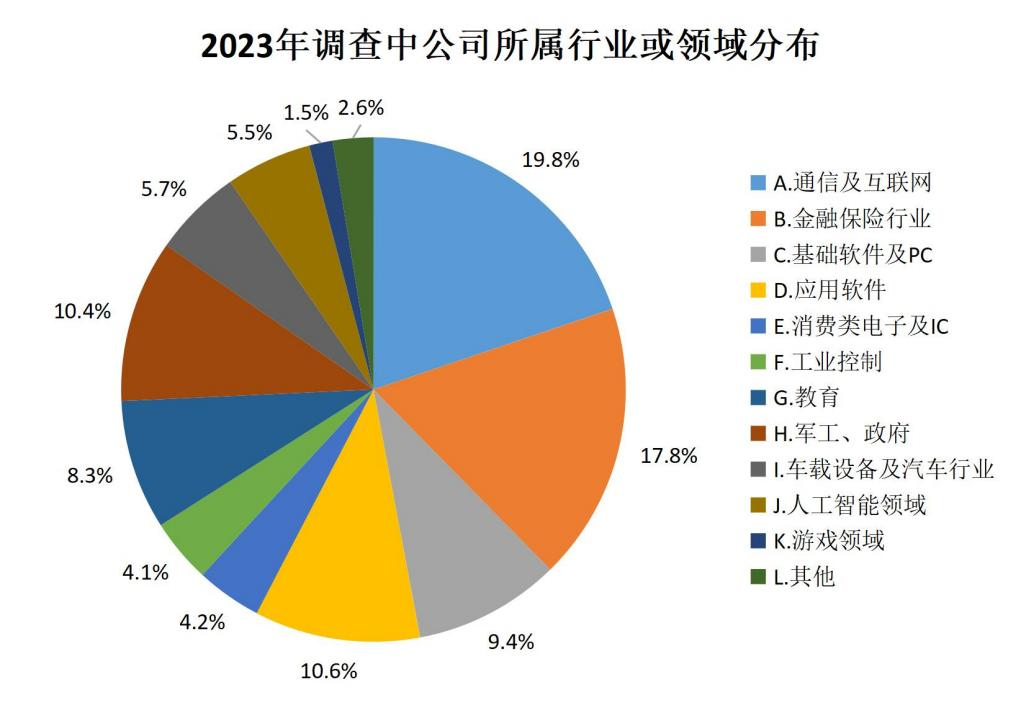 2023年调查中公司所属行业或领域分布
1.5%
2.6%
5.5%
19.8%
5.7%
10.4%
17.8%
8.3%
4.1%
4.2%
9.4%
10.6%
A.通信及互联网
B.金融保险行业
C.基础软件及PC
D.应用软件
E.消费类电子及IC
F.工业控制
G.教育
H.军工、政府
I.车载设备及汽车行业
J.人工智能领域
K.游戏领域
L.其他